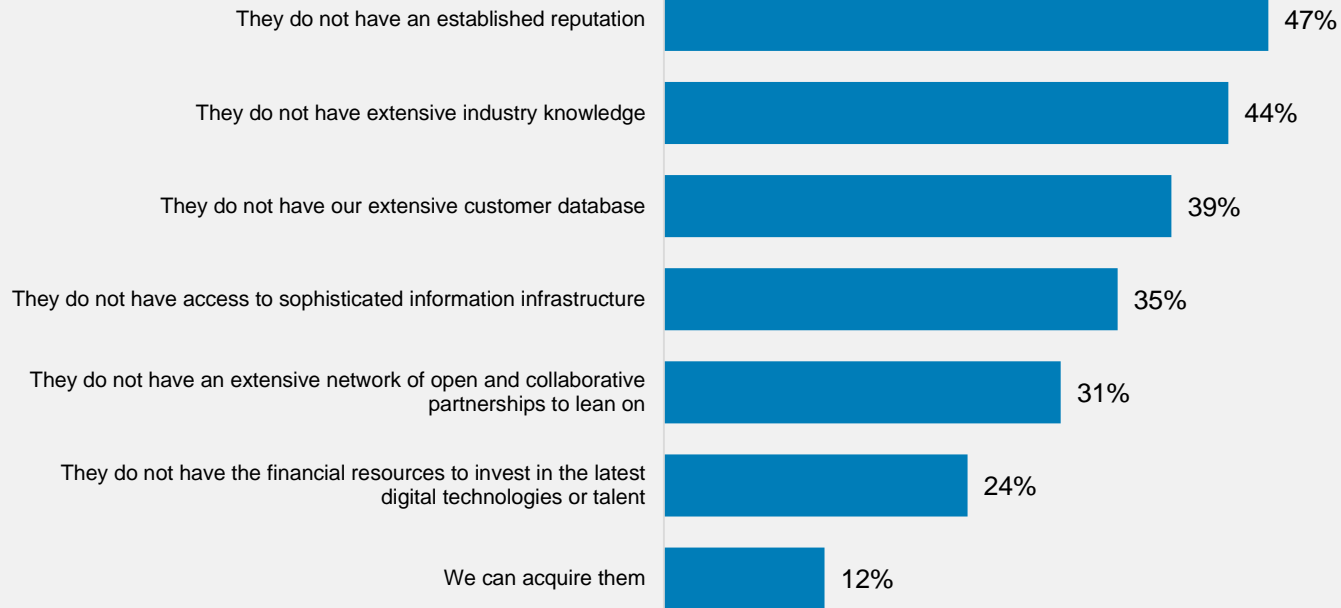 They do not have an established reputation
47%
They do not have extensive industry knowledge
44%
They do not have our extensive customer database
39%
They do not have access to sophisticated information infrastructure
35%
They do not have an extensive network of open and collaborative
partnerships to lean on
31%
They do not have the financial resources to invest in the latest
digital technologies or talent
24%
We can acquire them
12%